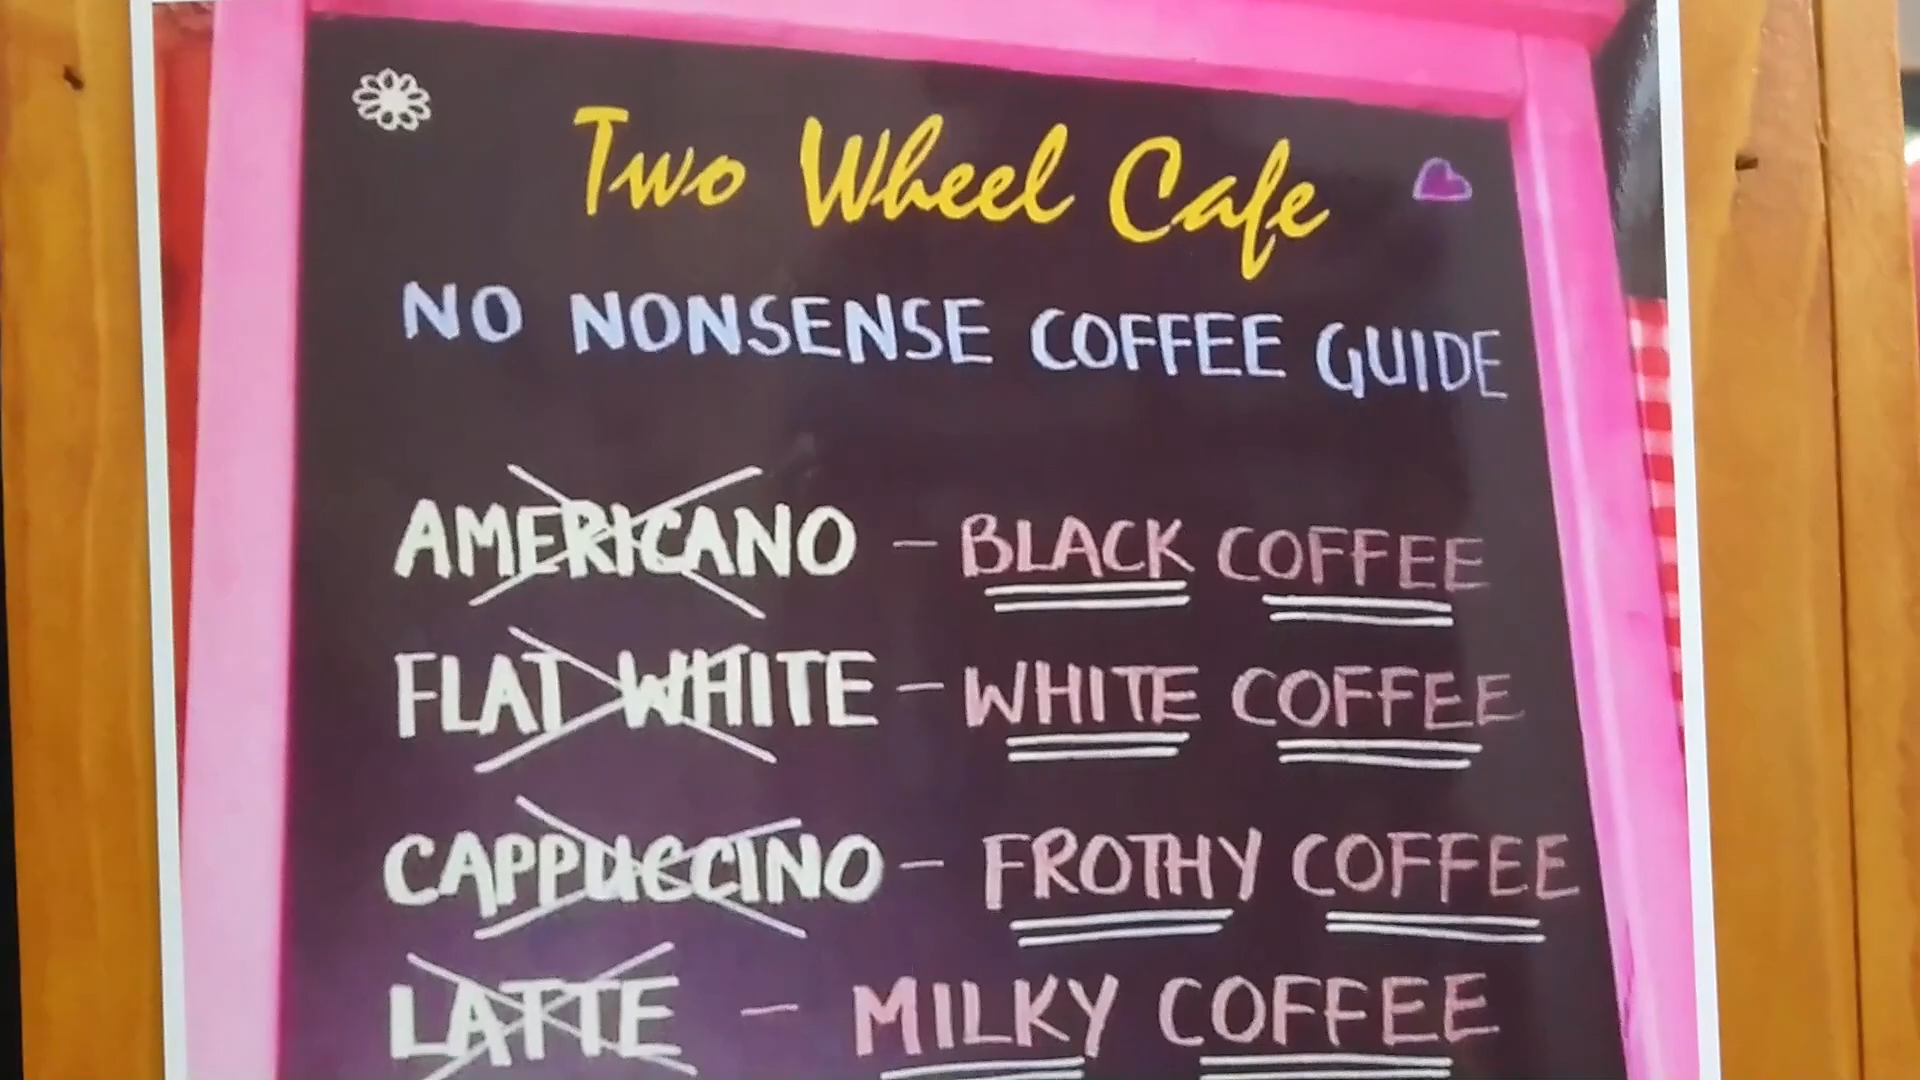 Two Wheel Cafe
NO NONSENSE COFFEE GUIDE
AMERICANO – BLACK COFFEE
FLAT WHITE – WHITE COFFEE
CAPPUCCINO – FROTHY COFFEE
LATTE – MILKY COFFEE